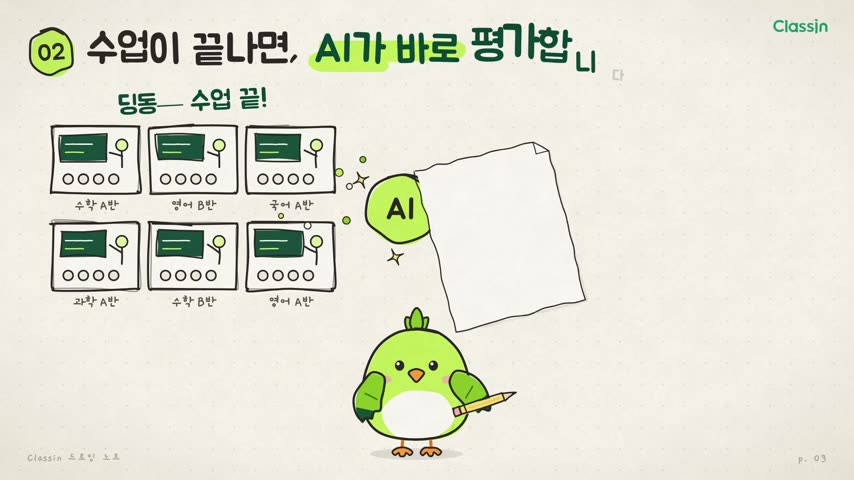 Classin
02
수업이 끝나면, AI가 바로 평가합니다
딩동— 수업 끝!
수학 A반
영어 B반
국어 A반
AI
과학 A반
수학 B반
영어 A반
Classin 드로잉 노트
p. 03